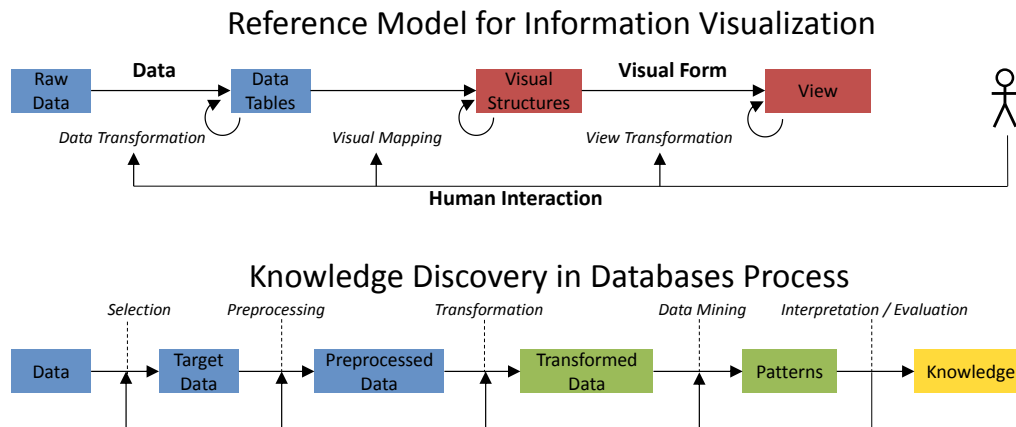 Reference Model for Information Visualization
Raw
Data
Data
Data
Tables
Visual
Structures
Visual Form
View
Data Transformation
Visual Mapping
View Transformation
Human Interaction
Knowledge Discovery in Databases Process
Selection
Preprocessing
Transformation
Data Mining
Interpretation / Evaluation
Data
Target
Data
Preprocessed
Data
Transformed
Data
Patterns
Knowledge